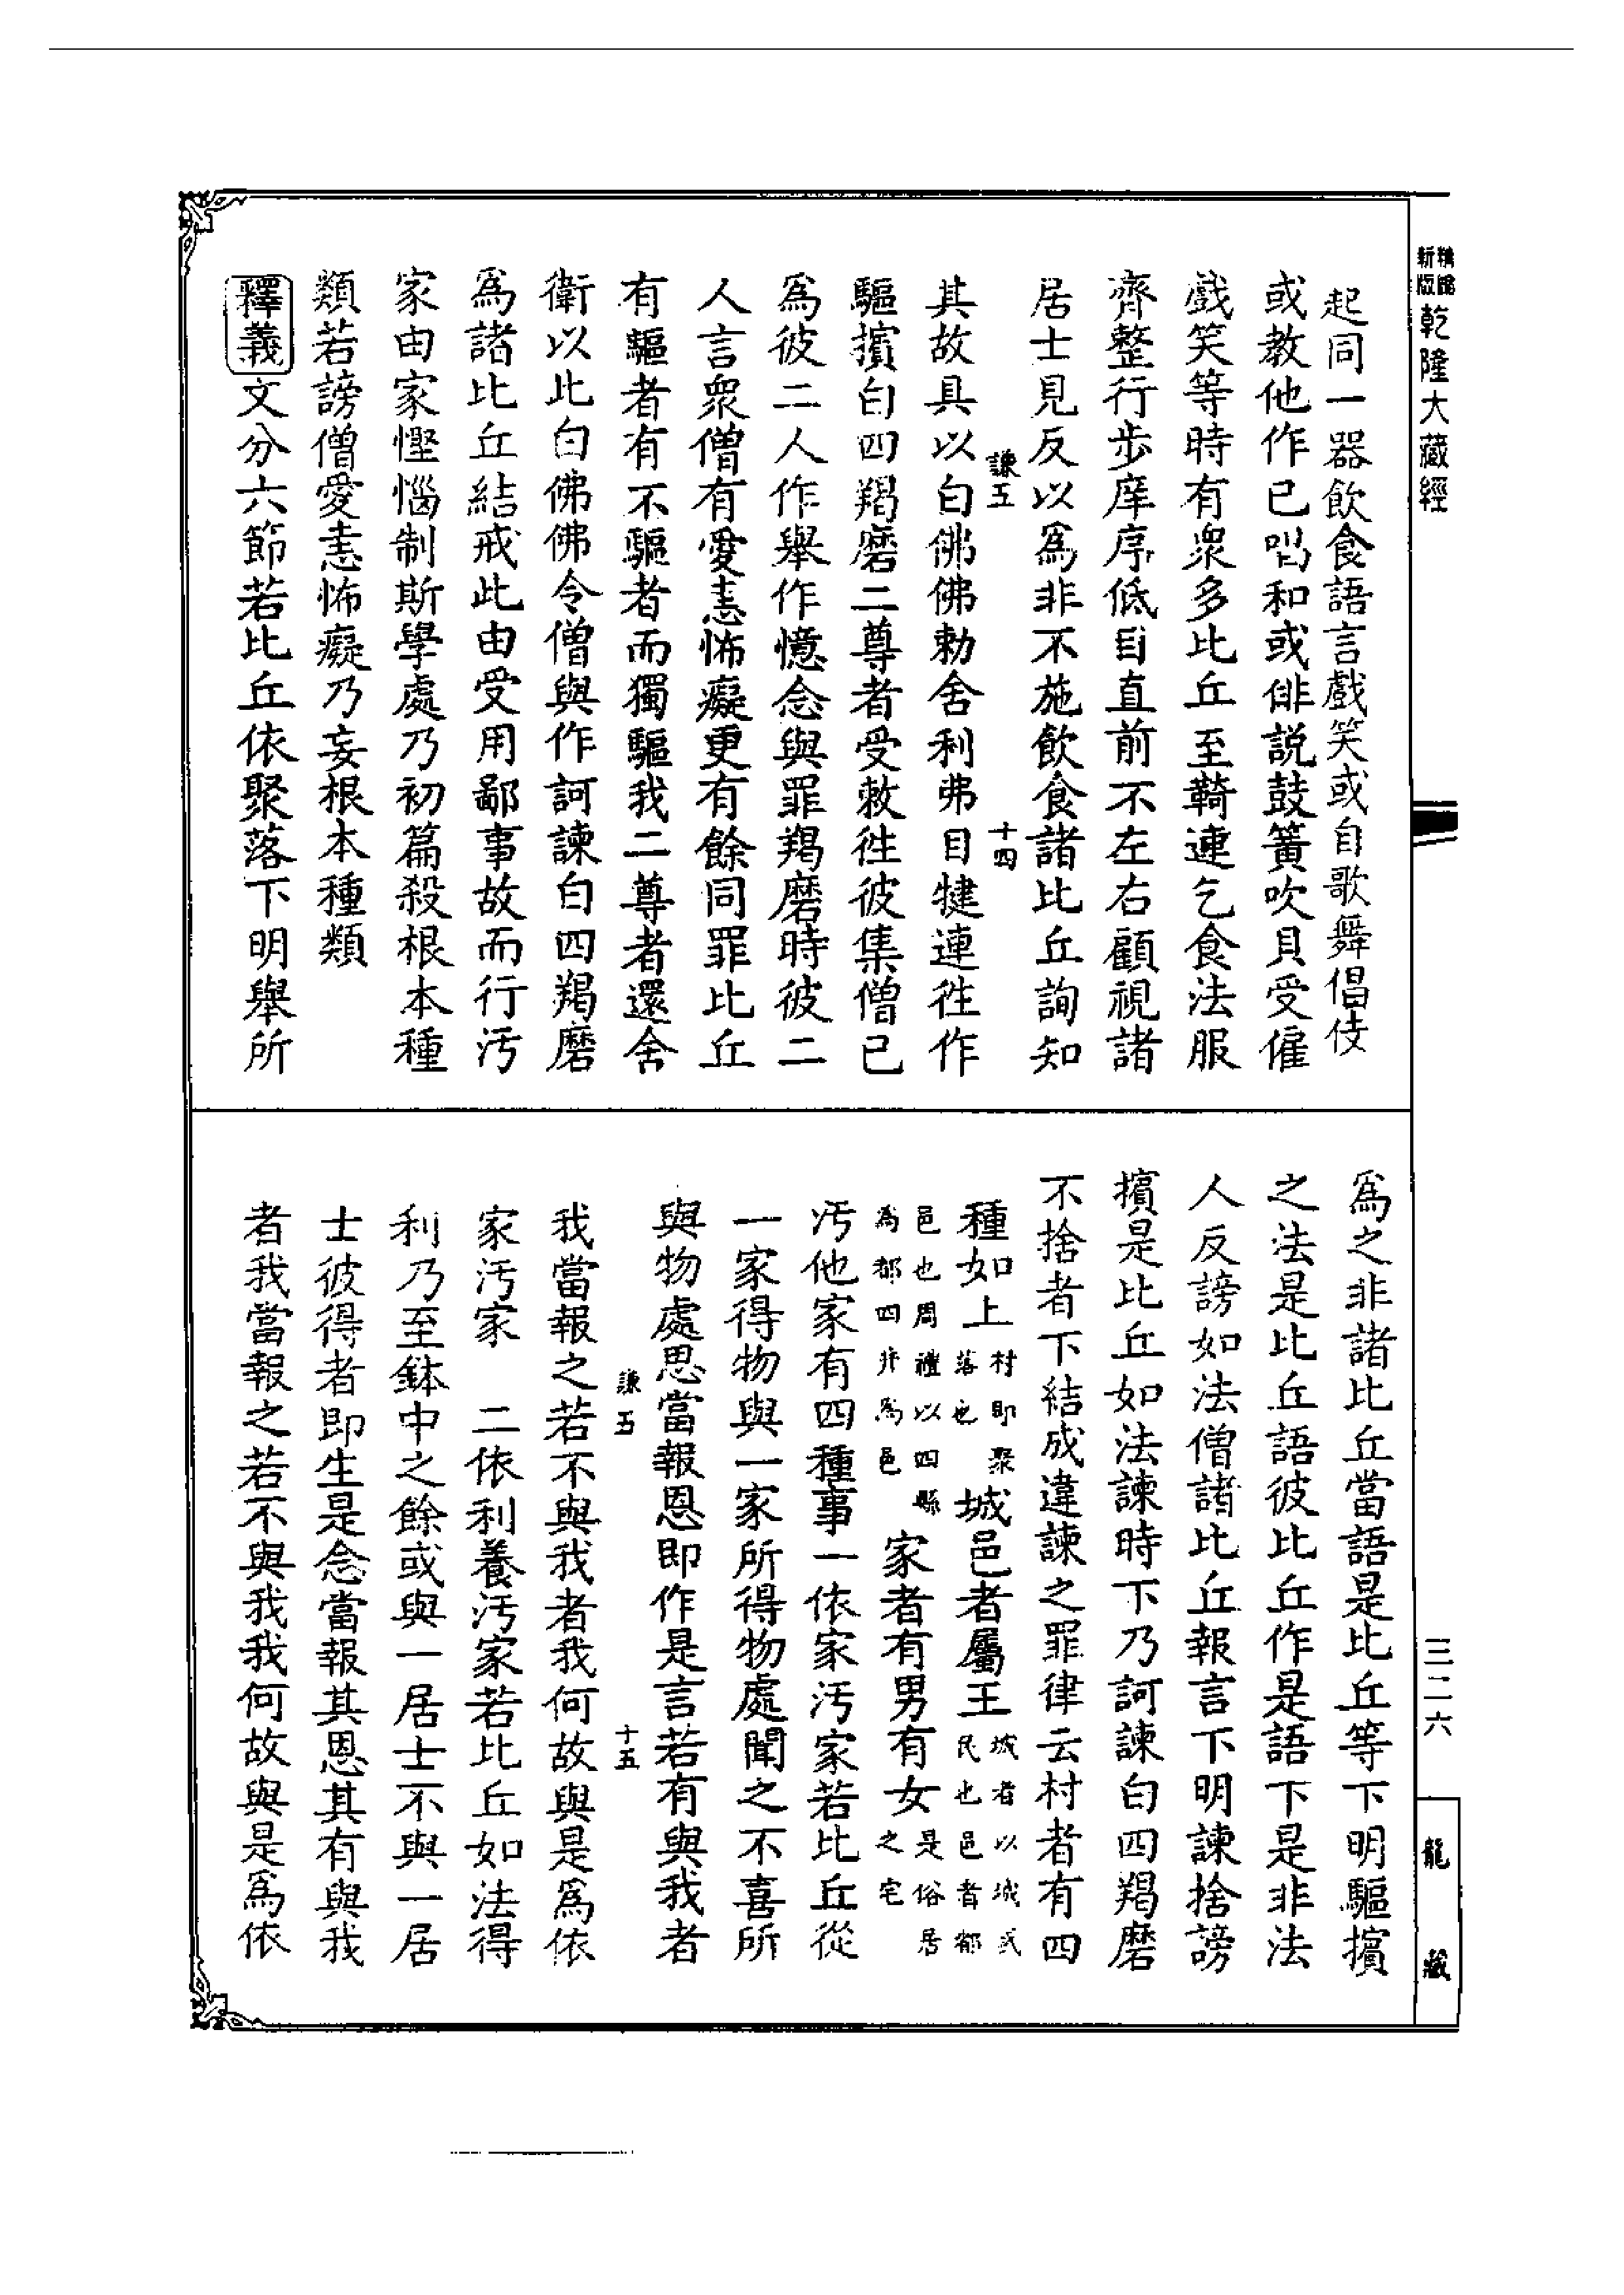 新版
精縮
乾隆大藏經
起同一器飲食語言戲笑或自歌舞倡伎
或教他作已唱和或俳說鼓簧吹貝受雇
戲笑等時有眾多比丘至鞞連乞食法服
齊整行步庠序低目直前不左右顧視諸
居士見反以為非不施飲食諸比丘詢知
謙五
十四
其故具以白佛佛勅舍利弗目犍連往作
驅擯白四羯磨二尊者受敕往彼集僧已
為彼二人作舉作憶念與罪羯磨時彼二
人言眾僧有愛恚怖癡更有餘同罪比丘
有驅者有不驅者而獨驅我二尊者還舍
衛以此白佛佛令僧與作訶諫白四羯磨
為諸比丘結戒此由受用鄙事故而行汚
家由家慳惱制斯學處乃初篇殺根本種
類若謗僧愛恚怖癡乃妄根本種類
釋義文分六節若比丘依聚落下明舉所
為之非諸比丘當語是比丘等下明驅擯
之法是比丘語彼比丘作是語下是非法
人反謗如法僧諸比丘報言下明諫捨謗
擯是比丘如法諫時下乃訶諫白四羯磨
不捨者下結成違諫之罪律云村者有四
種如上村即聚落也城邑者屬王城者以城民也邑者都
邑也周禮以四縣為都四井為邑家者有男有女是俗居之宅
汚他家有四種事一依家汚家若比丘從
一家得物與一家所得物處聞之不喜所
與物處思當報恩即作是言若有與我者
謙五
十五
我當報之若不與我者我何故與是為依
家汚家　二依利養汚家若比丘如法得
利乃至鉢中之餘或與一居士不與一居
士彼得者即生是念當報其恩其有與我
者我當報之若不與我我何故與是為依
三二六
龍藏